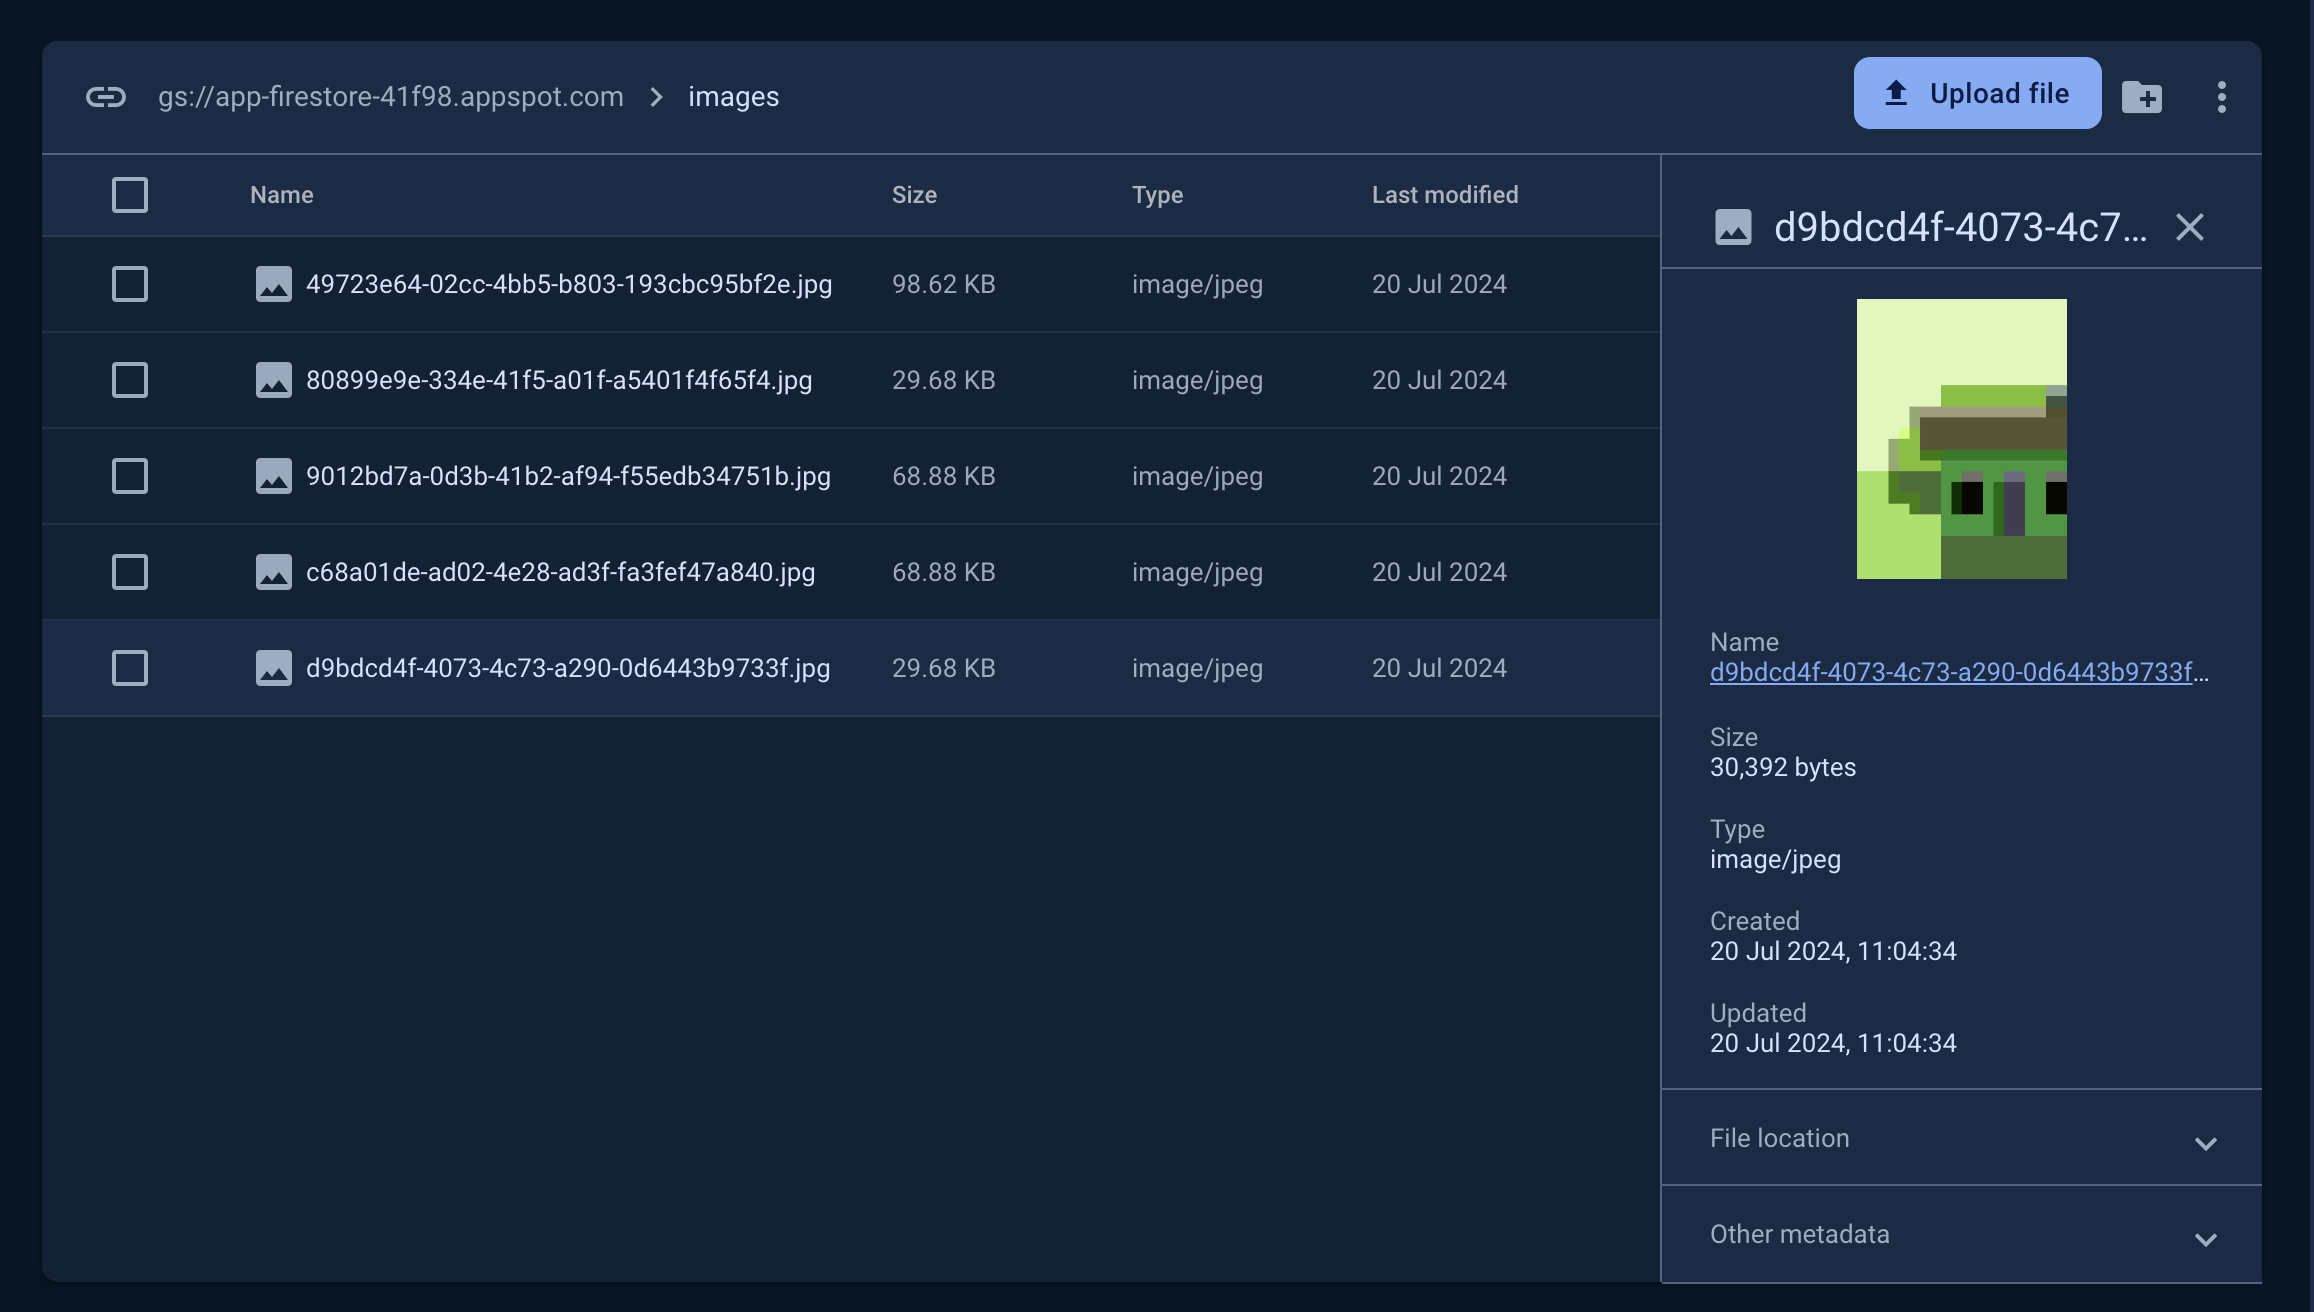 gs://app-firestore-41f98.appspot.com > images
Upload file
Name Size Type Last modified
49723e64-02cc-4bb5-b803-193cbc95bf2e.jpg 98.62 KB image/jpeg 20 Jul 2024
80899e9e-334e-41f5-a01f-a5401f4f65f4.jpg 29.68 KB image/jpeg 20 Jul 2024
9012bd7a-0d3b-41b2-af94-f55edb34751b.jpg 68.88 KB image/jpeg 20 Jul 2024
c68a01de-ad02-4e28-ad3f-fa3fef47a840.jpg 68.88 KB image/jpeg 20 Jul 2024
d9bdcd4f-4073-4c73-a290-0d6443b9733f.jpg 29.68 KB image/jpeg 20 Jul 2024
d9bdcd4f-4073-4c7...
Name
d9bdcd4f-4073-4c73-a290-0d6443b9733f...
Size
30,392 bytes
Type
image/jpeg
Created
20 Jul 2024, 11:04:34
Updated
20 Jul 2024, 11:04:34
File location
Other metadata